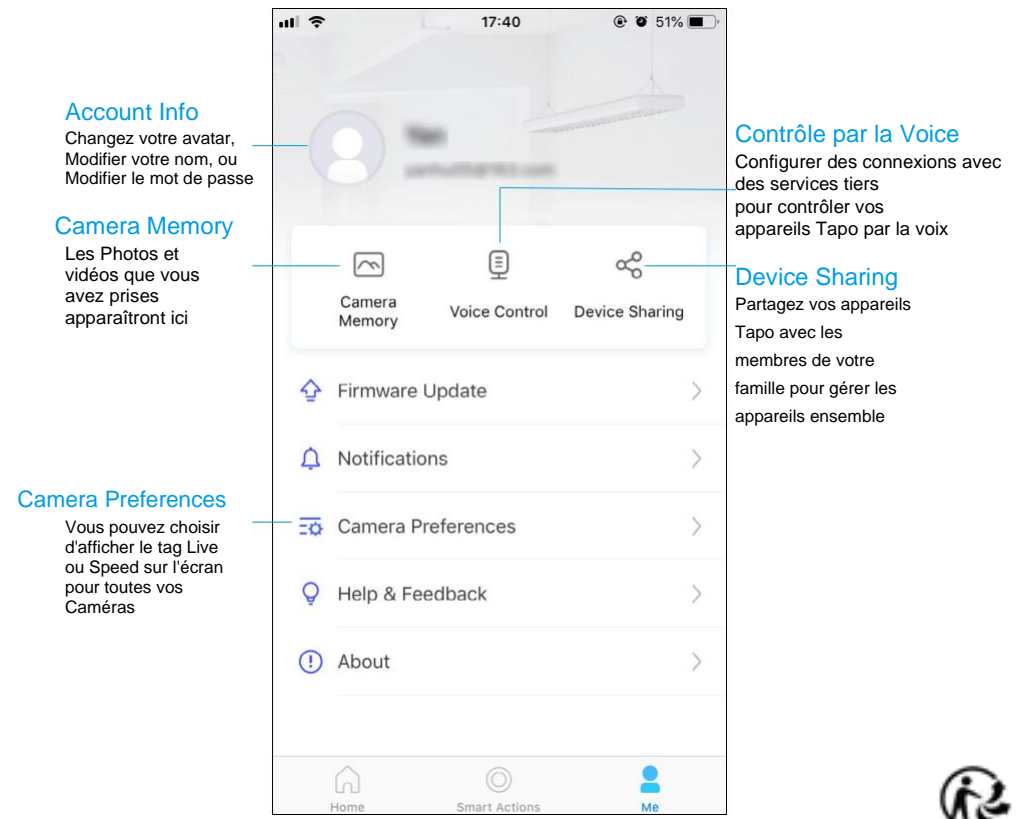 17:40
51%
Account Info
Changez votre avatar,
Modifier votre nom, ou
Modifier le mot de passe
Camera Memory
Les Photos et
vidéos que vous
avez prises
apparaîtront ici
Contrôle par la Voice
Configurer des connexions avec
des services tiers
pour contrôler vos
appareils Tapo par la voix
Device Sharing
Partagez vos appareils
Tapo avec les
membres de votre
famille pour gérer les
appareils ensemble
Camera
Memory
Voice Control
Device Sharing
Firmware Update
Notifications
Camera Preferences
Vous pouvez choisir
d'afficher le tag Live
ou Speed sur l'écran
pour toutes vos
Caméras
Camera Preferences
Help & Feedback
About
Home
Smart Actions
Me